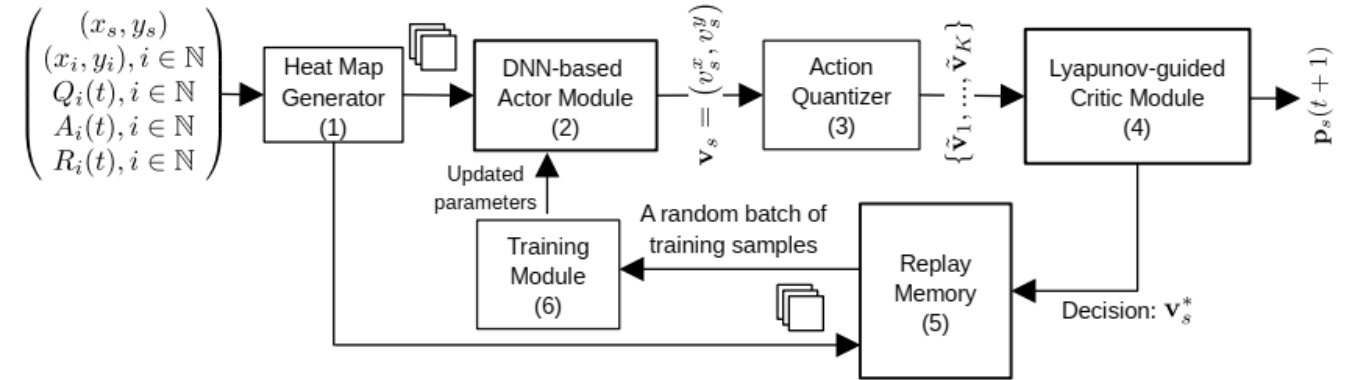 (x_s, y_s)
(x_i, y_i), i ∈ ℕ
Q_i(t), i ∈ ℕ
A_i(t), i ∈ ℕ
R_i(t), i ∈ ℕ
Heat Map
Generator
(1)
DNN-based
Actor Module
(2)
v_s = (v_s^x, v_s^y)
Action
Quantizer
(3)
{ṽ_1, ..., ṽ_K}
Lyapunov-guided
Critic Module
(4)
p_s(t + 1)
Updated
parameters
Training
Module
(6)
A random batch of
training samples
Replay
Memory
(5)
Decision: v_s^*